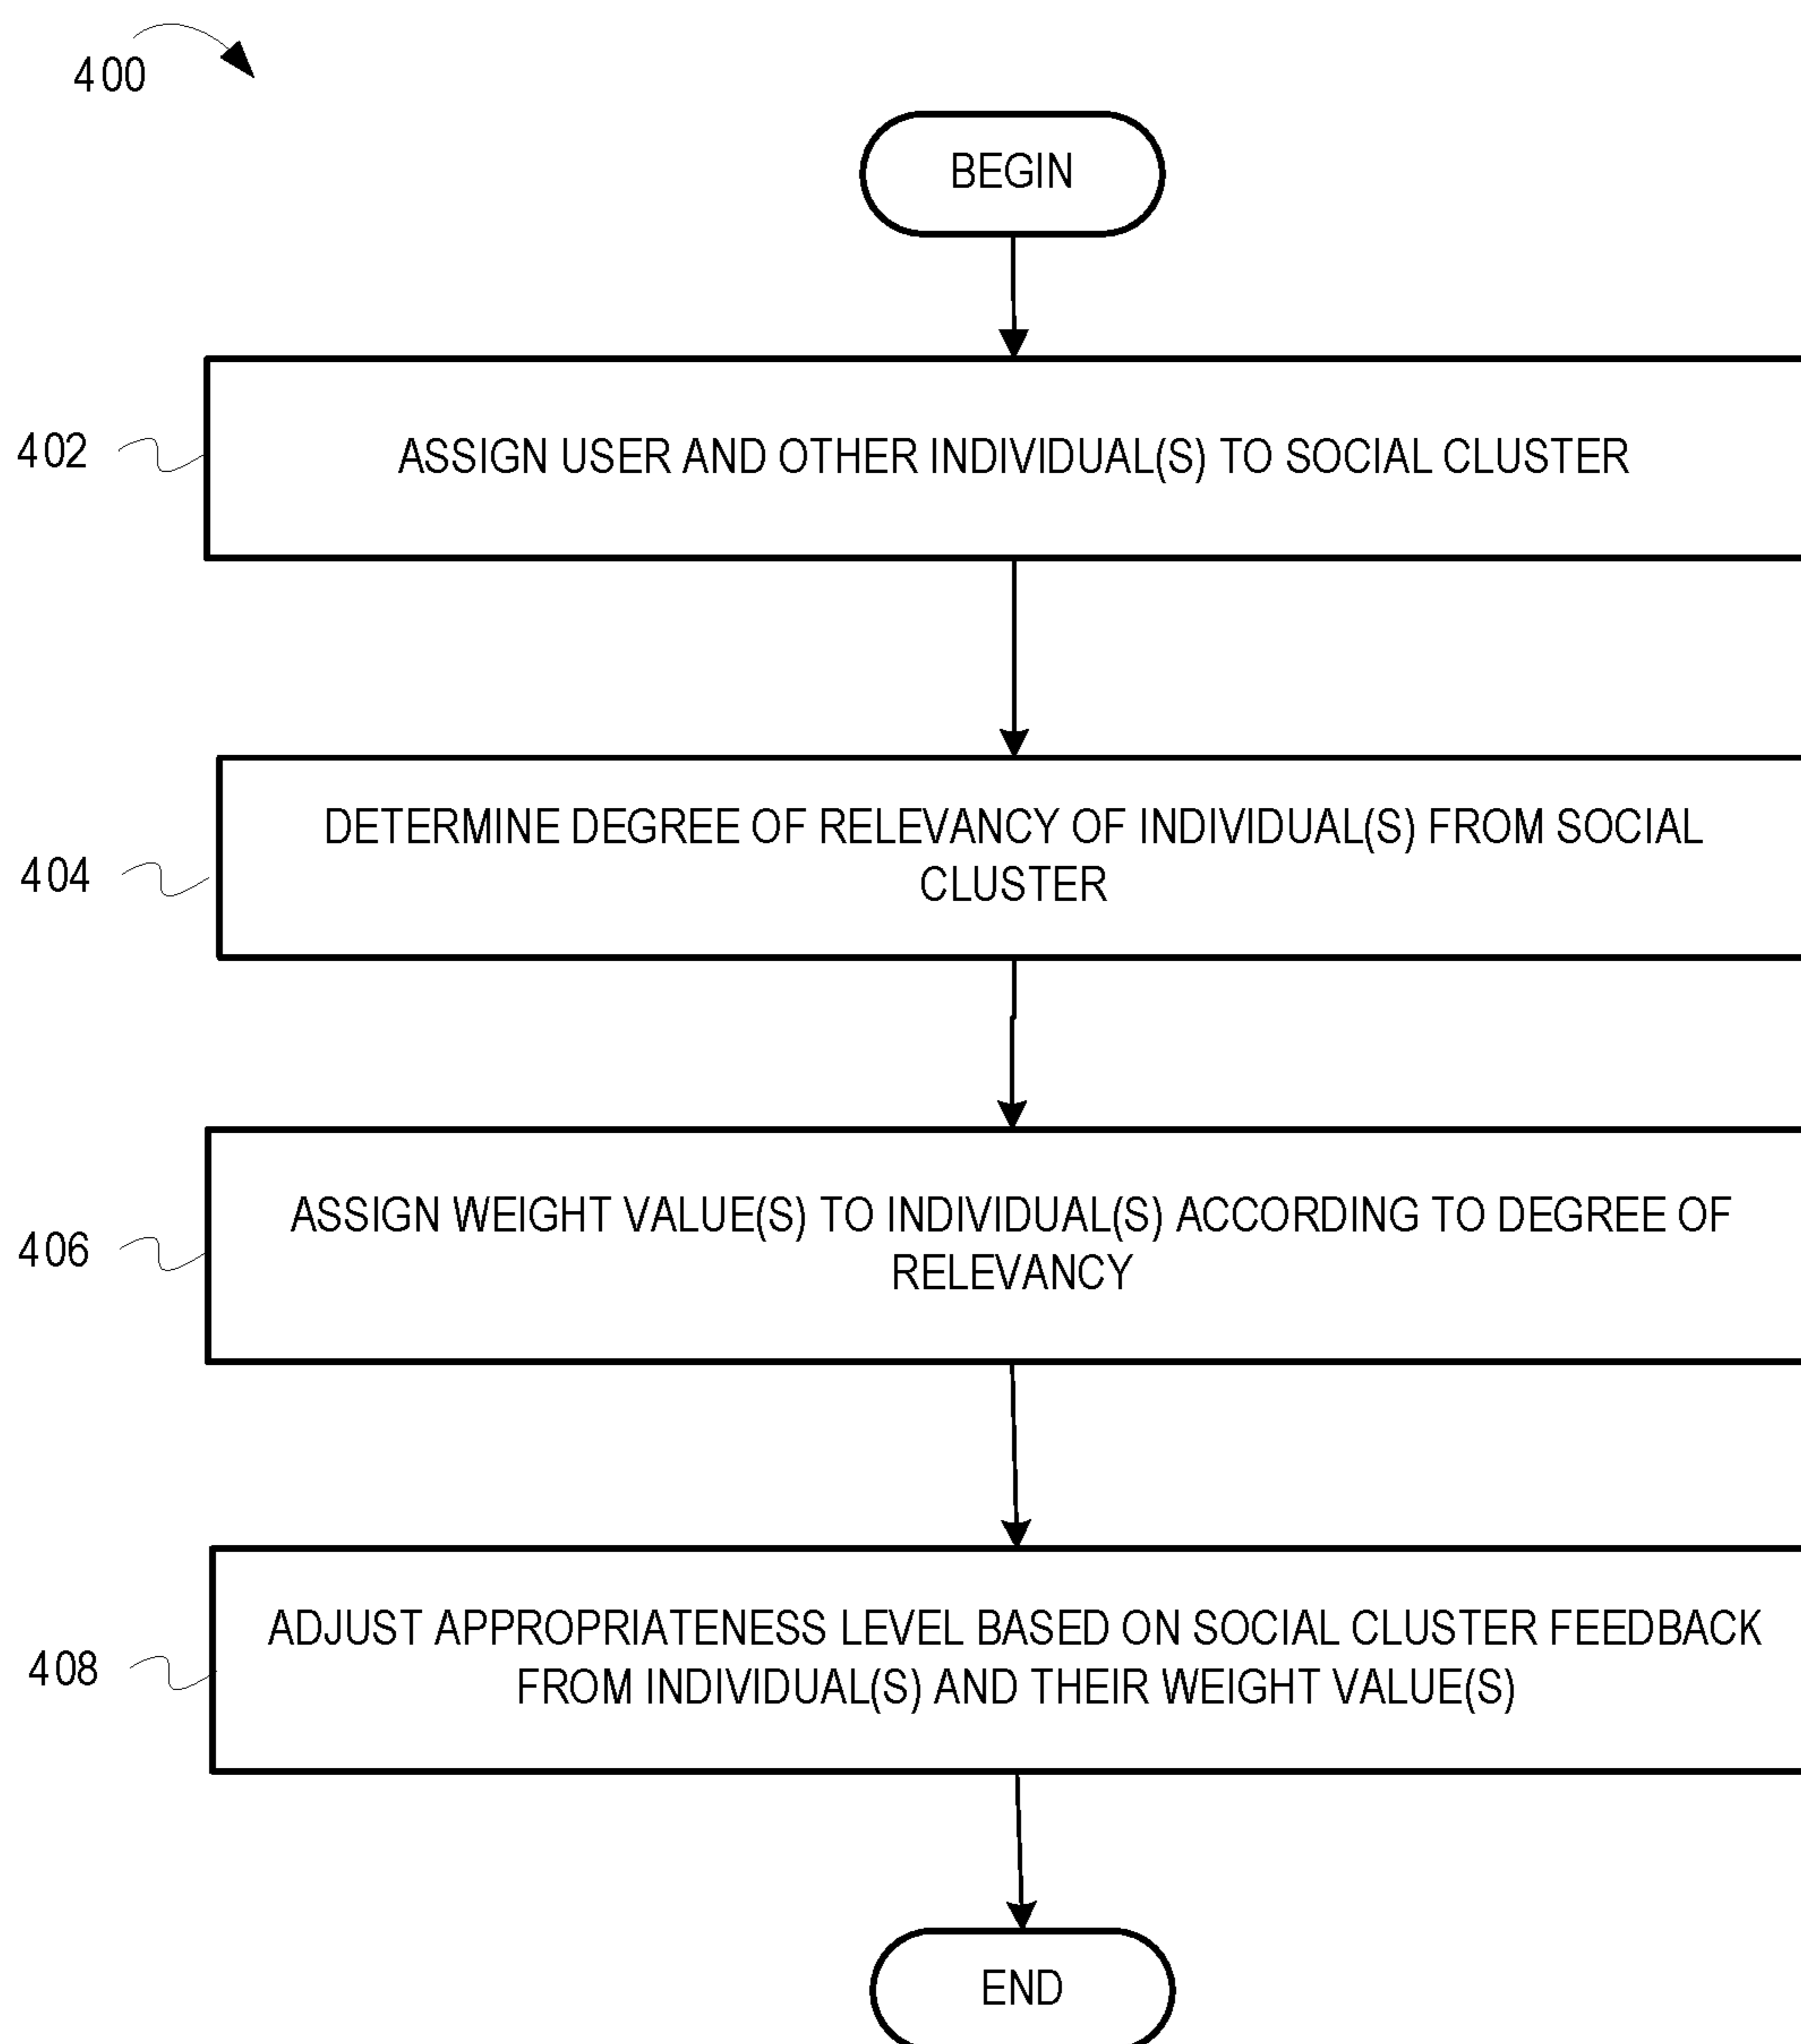 400
BEGIN
402
ASSIGN USER AND OTHER INDIVIDUAL(S) TO SOCIAL CLUSTER
DETERMINE DEGREE OF RELEVANCY OF INDIVIDUAL(S) FROM SOCIAL
404
CLUSTER
ASSIGN WEIGHT VALUE(S) TO INDIVIDUAL(S) ACCORDING TO DEGREE OF
406
RELEVANCY
ADJUST APPROPRIATENESS LEVEL BASED ON SOCIAL CLUSTER FEEDBACK
408
FROM INDIVIDUAL(S) AND THEIR WEIGHT VALUE(S)
END